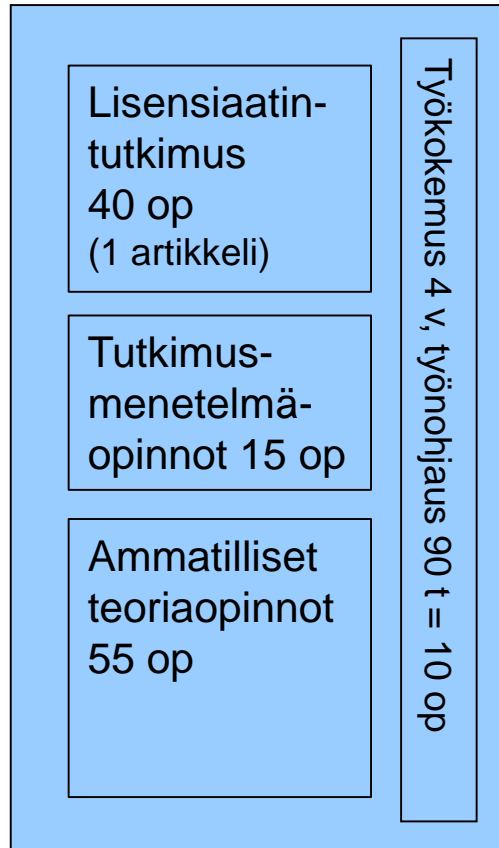 Lisensiaatin-
tutkimus
40 op
(1 artikkeli)
Tutkimus-
menetelmä-
opinnot 15 op
Ammatilliset
teoriaopinnot
55 op
Työkokemus 4 v, työnohjaus 90 t = 10 op